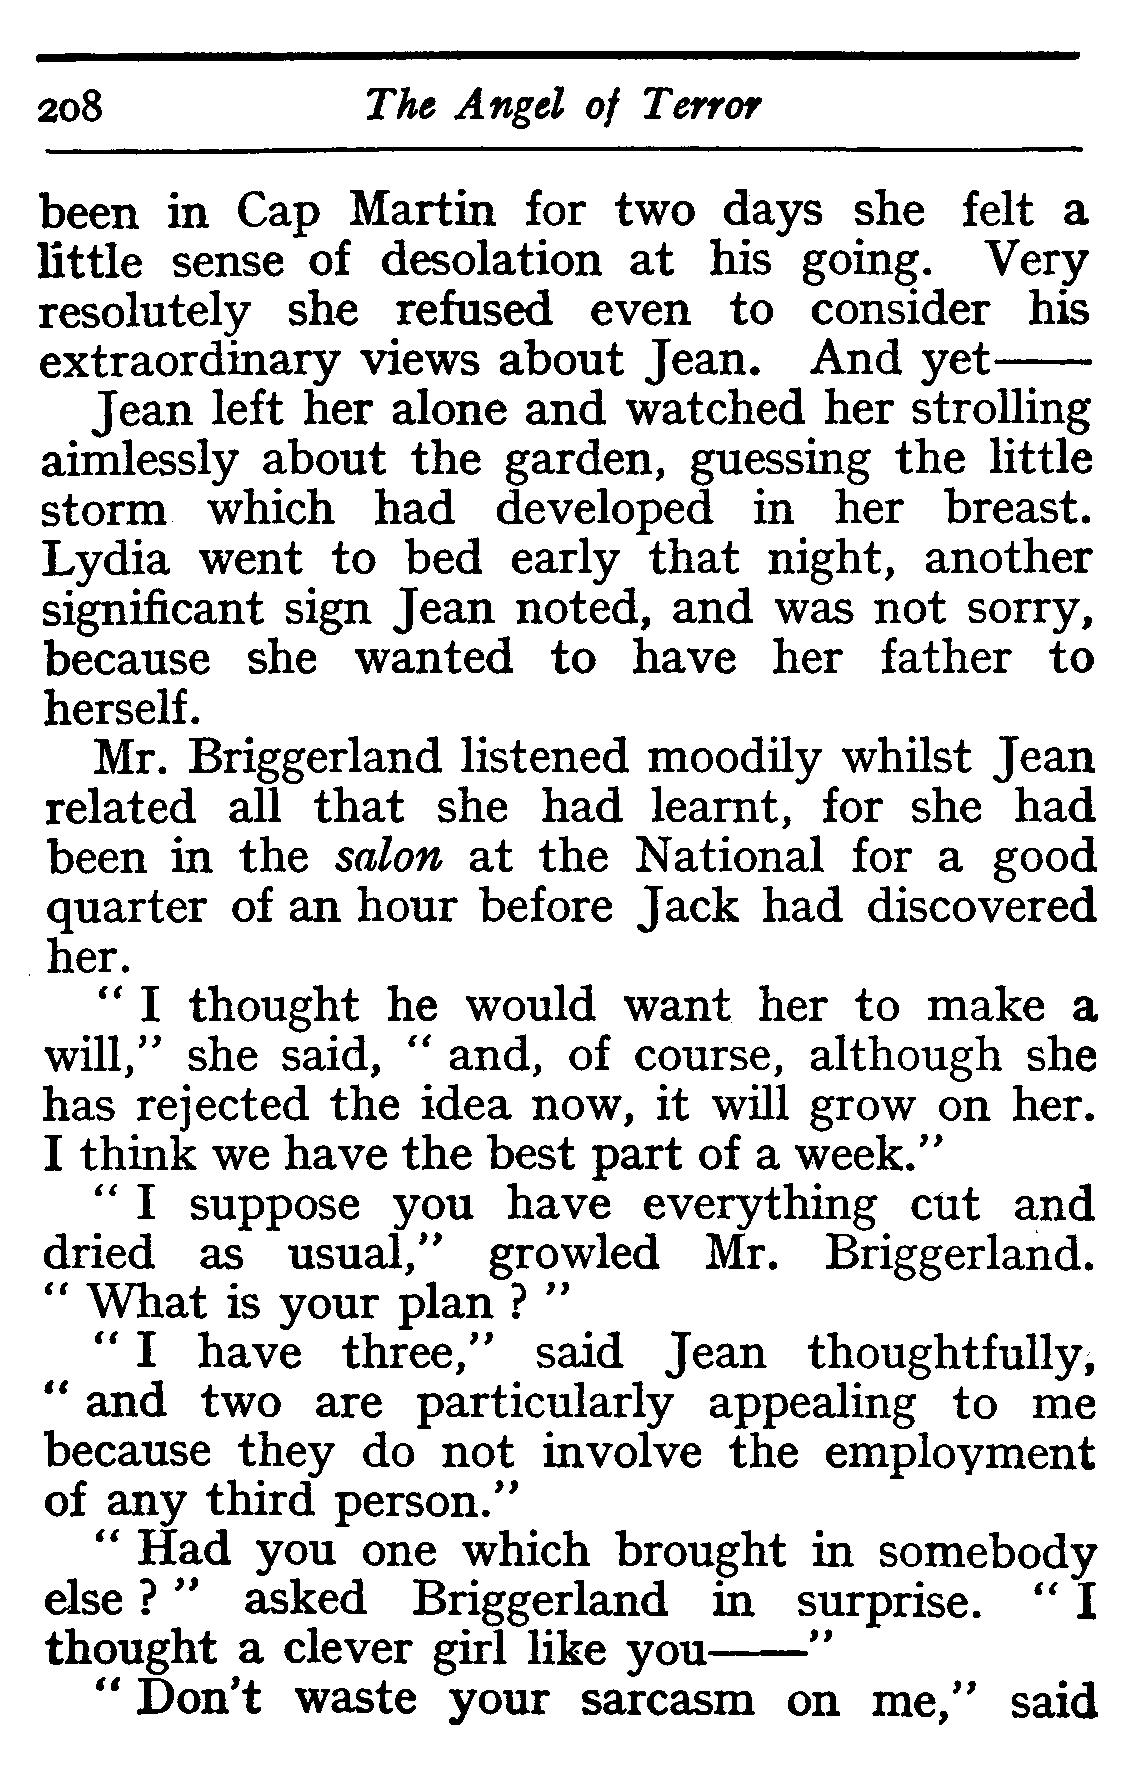 208 The Angel of Terror
been in Cap Martin for two days she felt a
little sense of desolation at his going. Very
resolutely she refused even to consider his
extraordinary views about Jean. And yet——
Jean left her alone and watched her strolling
aimlessly about the garden, guessing the little
storm which had developed in her breast.
Lydia went to bed early that night, another
significant sign Jean noted, and was not sorry,
because she wanted to have her father to
herself.
Mr. Briggerland listened moodily whilst Jean
related all that she had learnt, for she had
been in the salon at the National for a good
quarter of an hour before Jack had discovered
her.
“ I thought he would want her to make a
will,” she said, “ and, of course, although she
has rejected the idea now, it will grow on her.
I think we have the best part of a week.”
“ I suppose you have everything cut and
dried as usual,” growled Mr. Briggerland.
“ What is your plan ? ”
“ I have three,” said Jean thoughtfully,
“ and two are particularly appealing to me
because they do not involve the employment
of any third person.”
“ Had you one which brought in somebody
else ? ” asked Briggerland in surprise. “ I
thought a clever girl like you——”
“ Don't waste your sarcasm on me,” said